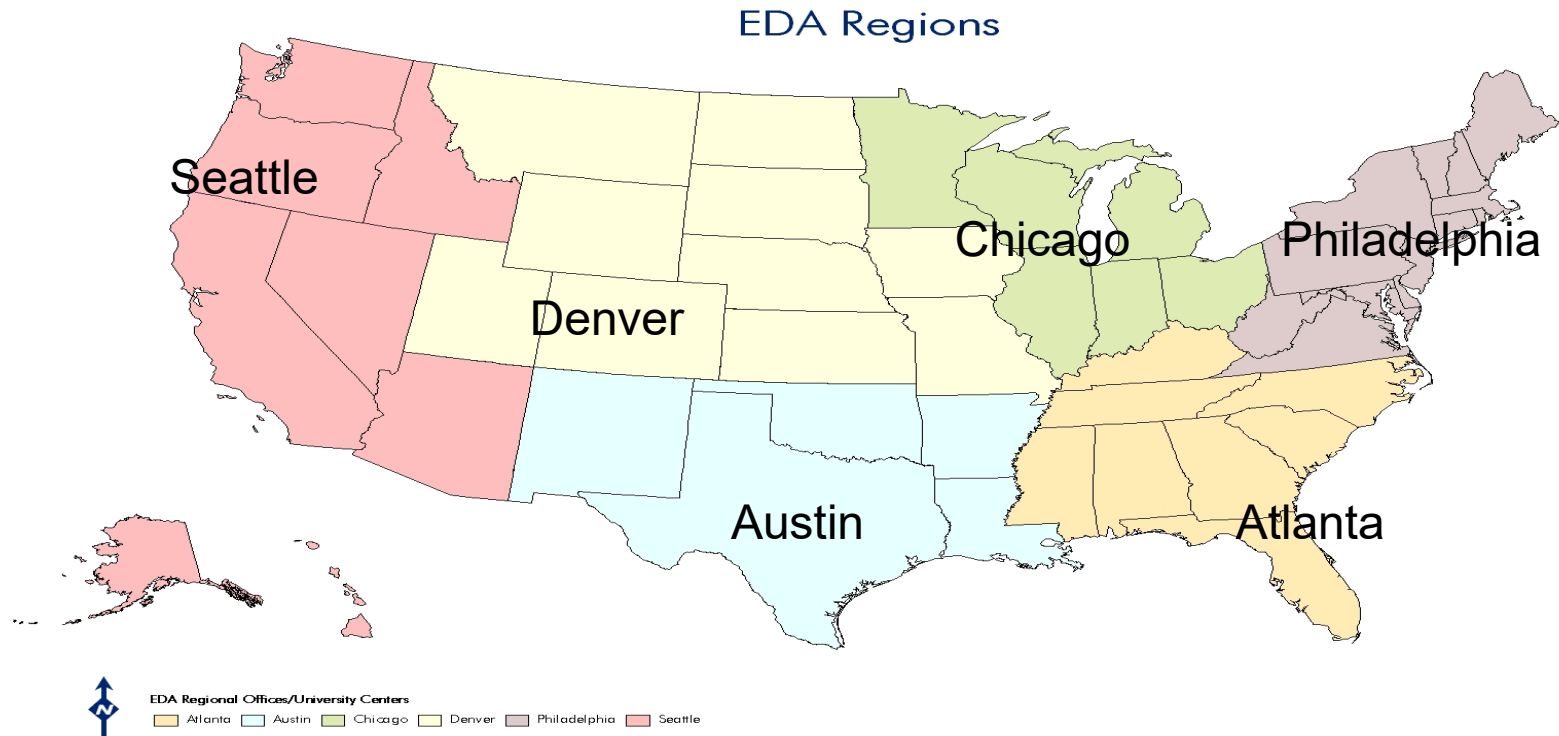 EDA Regions
Seattle
Chicago
Philadelphia
Denver
Austin
Atlanta
N
EDA Regional Offices/University Centers
Atlanta Austin Chicago Denver Philadelphia Seattle